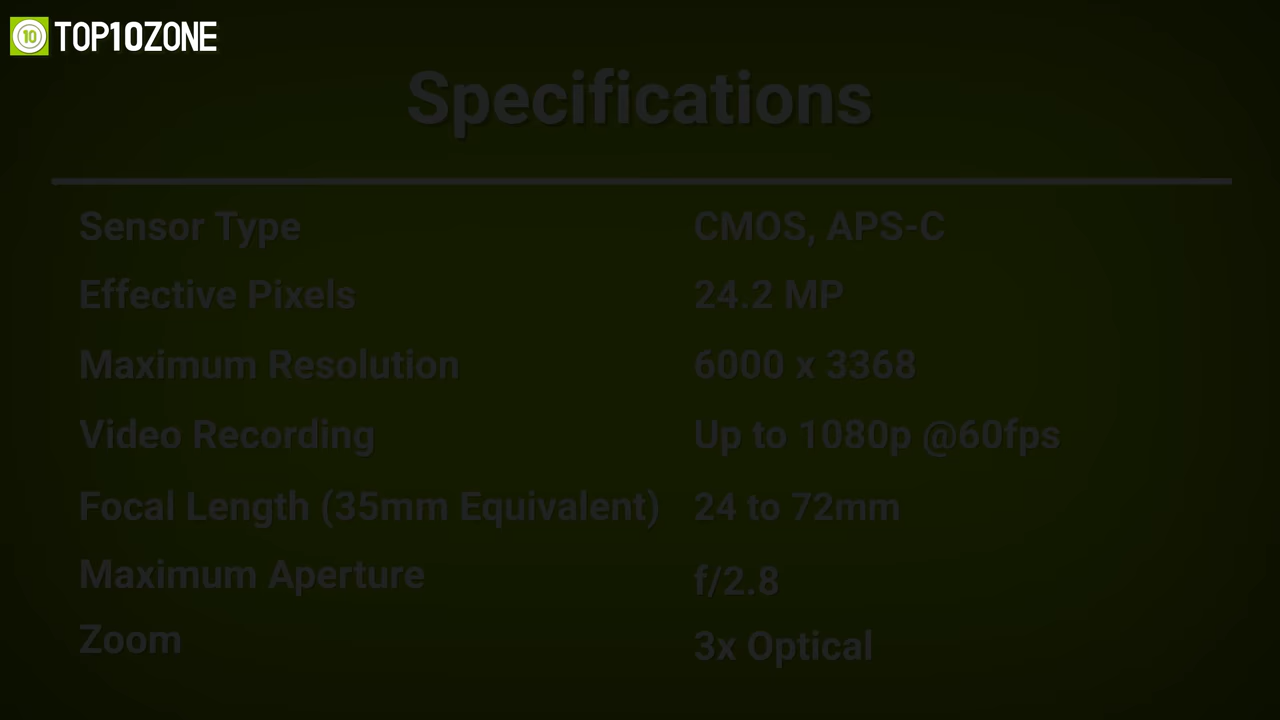 10 TOP10ZONE
Specifications
Sensor Type CMOS, APS-C
Effective Pixels 24.2 MP
Maximum Resolution 6000 x 3368
Video Recording Up to 1080p @60fps
Focal Length (35mm Equivalent) 24 to 72mm
Maximum Aperture f/2.8
Zoom 3x Optical